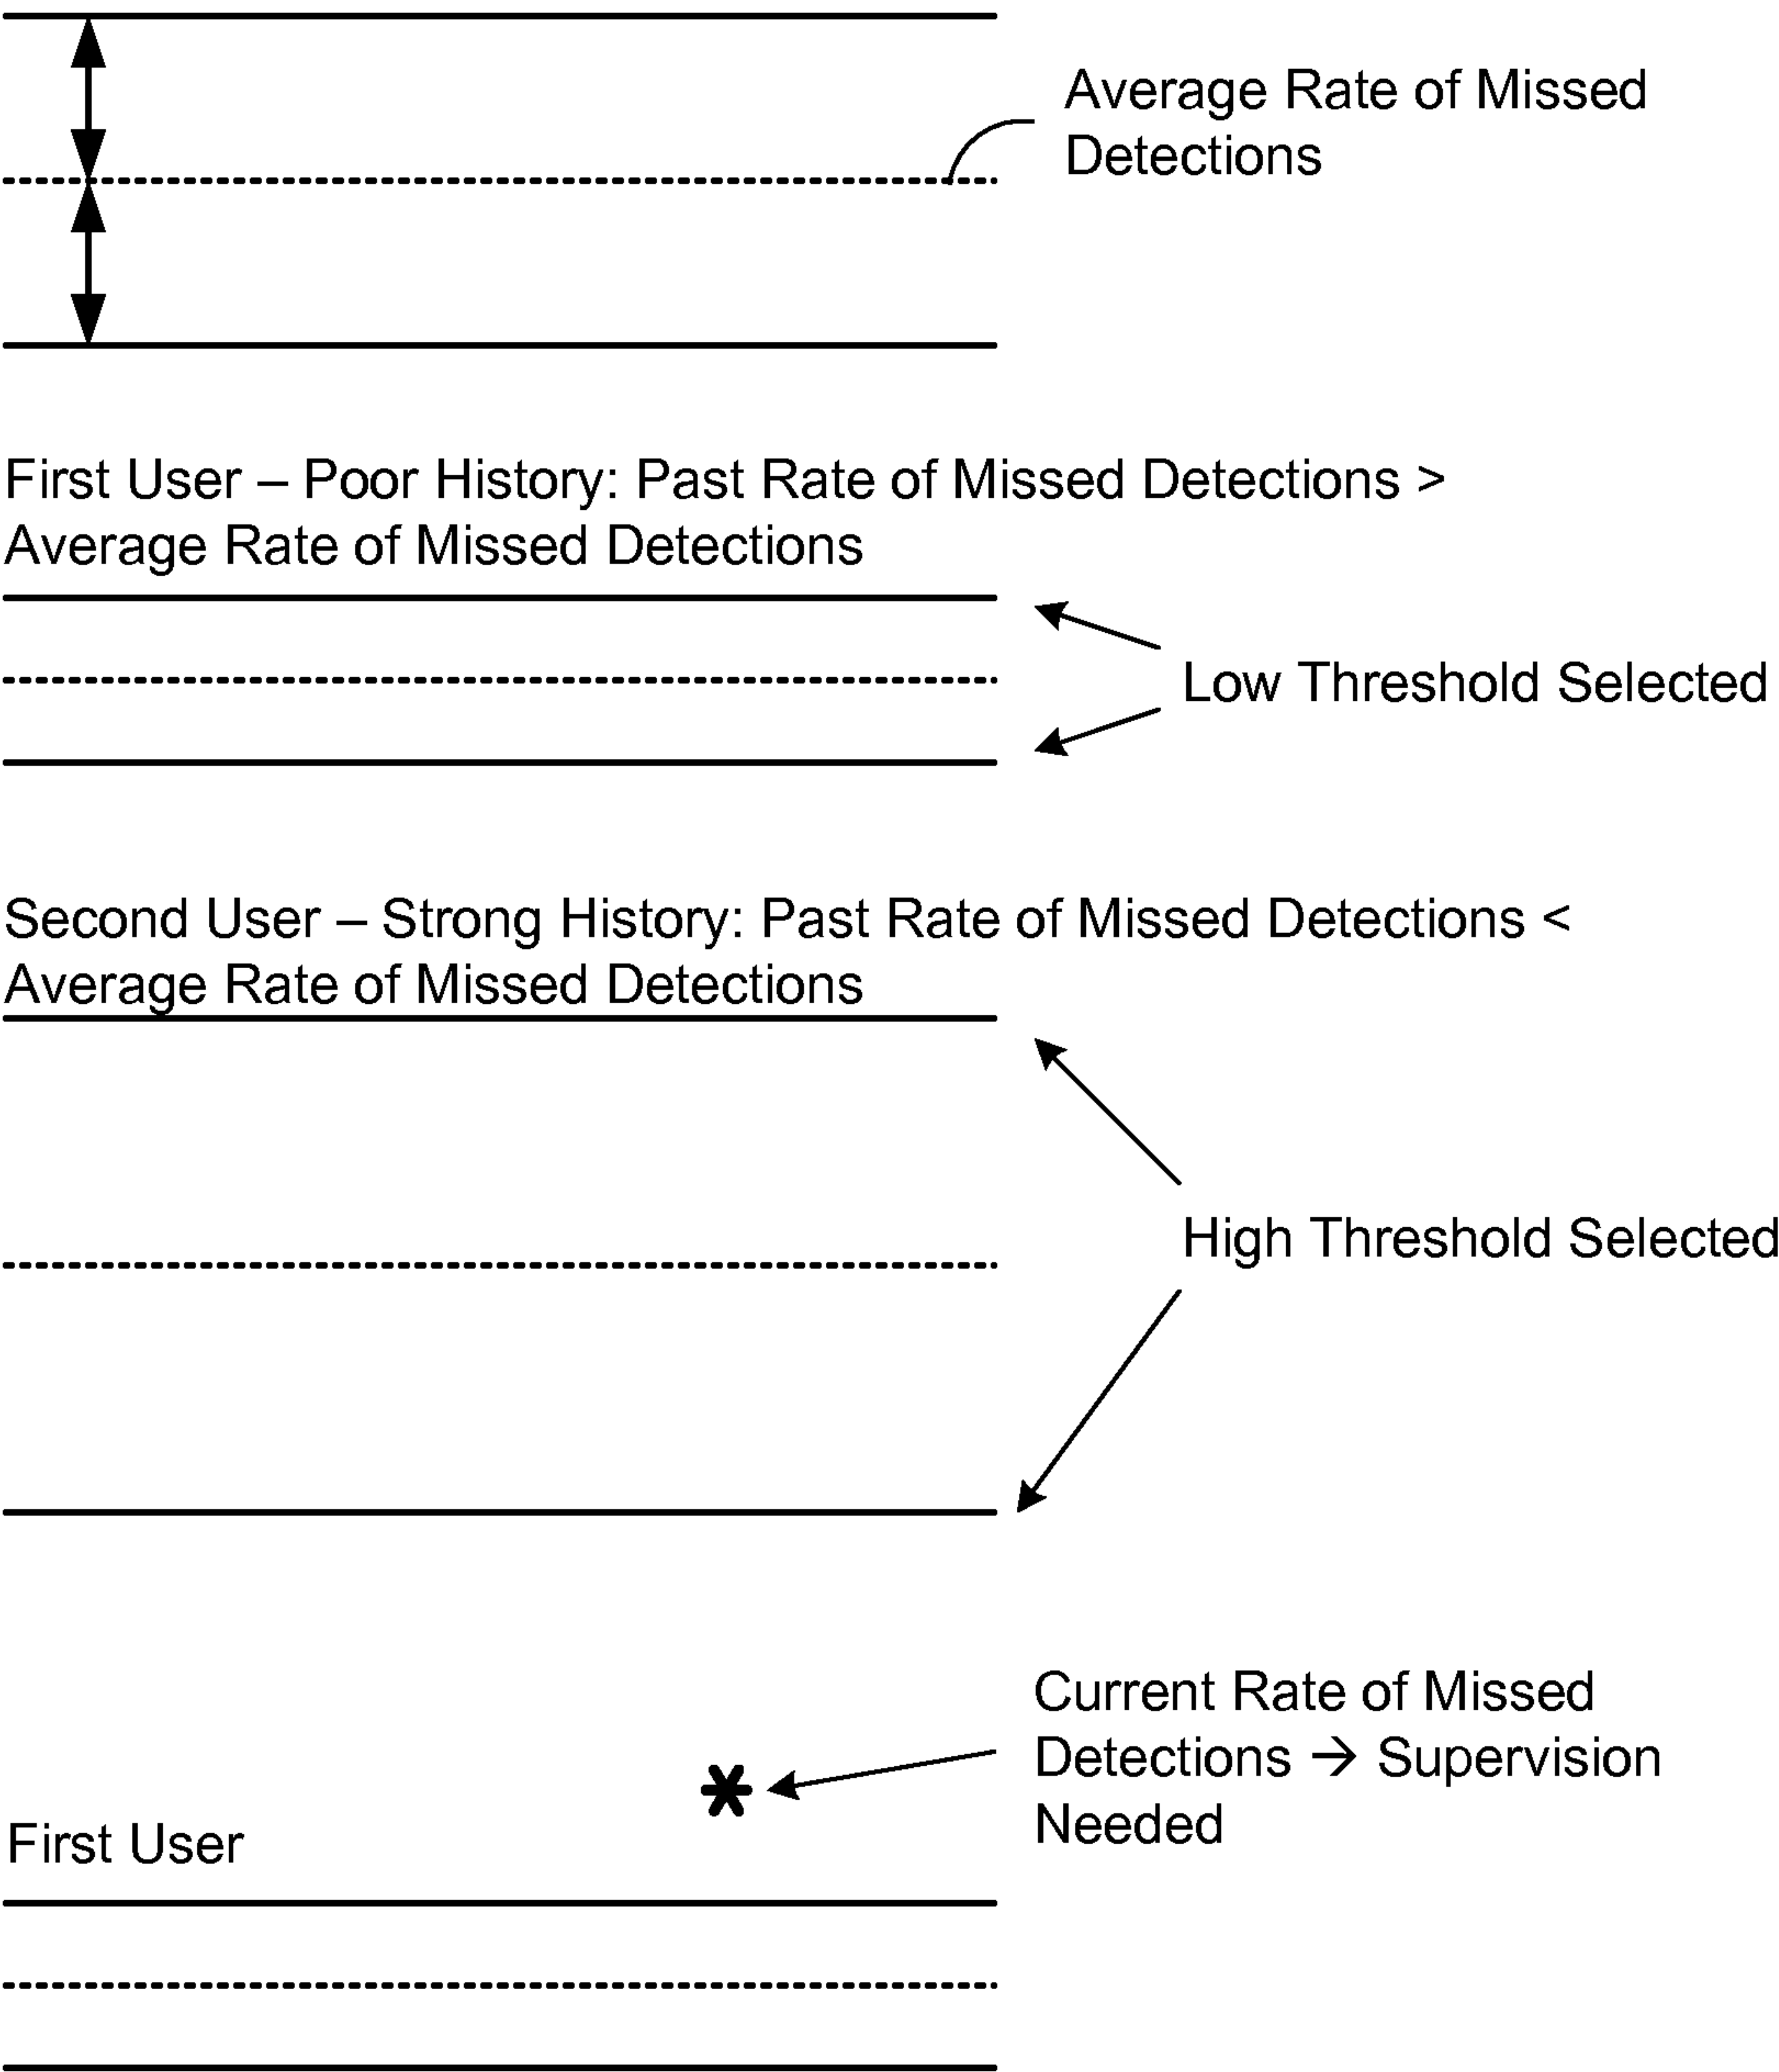 Average Rate of Missed
Detections
First User – Poor History: Past Rate of Missed Detections >
Average Rate of Missed Detections
Low Threshold Selected
Second User – Strong History: Past Rate of Missed Detections <
Average Rate of Missed Detections
High Threshold Selected
Current Rate of Missed
Detections → Supervision
Needed
First User